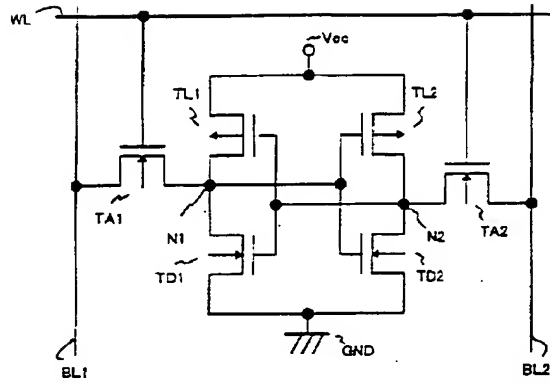 WL
Vcc
TL1
TL2
TA1
N1
N2
TA2
TD1
TD2
GND
BL1
BL2